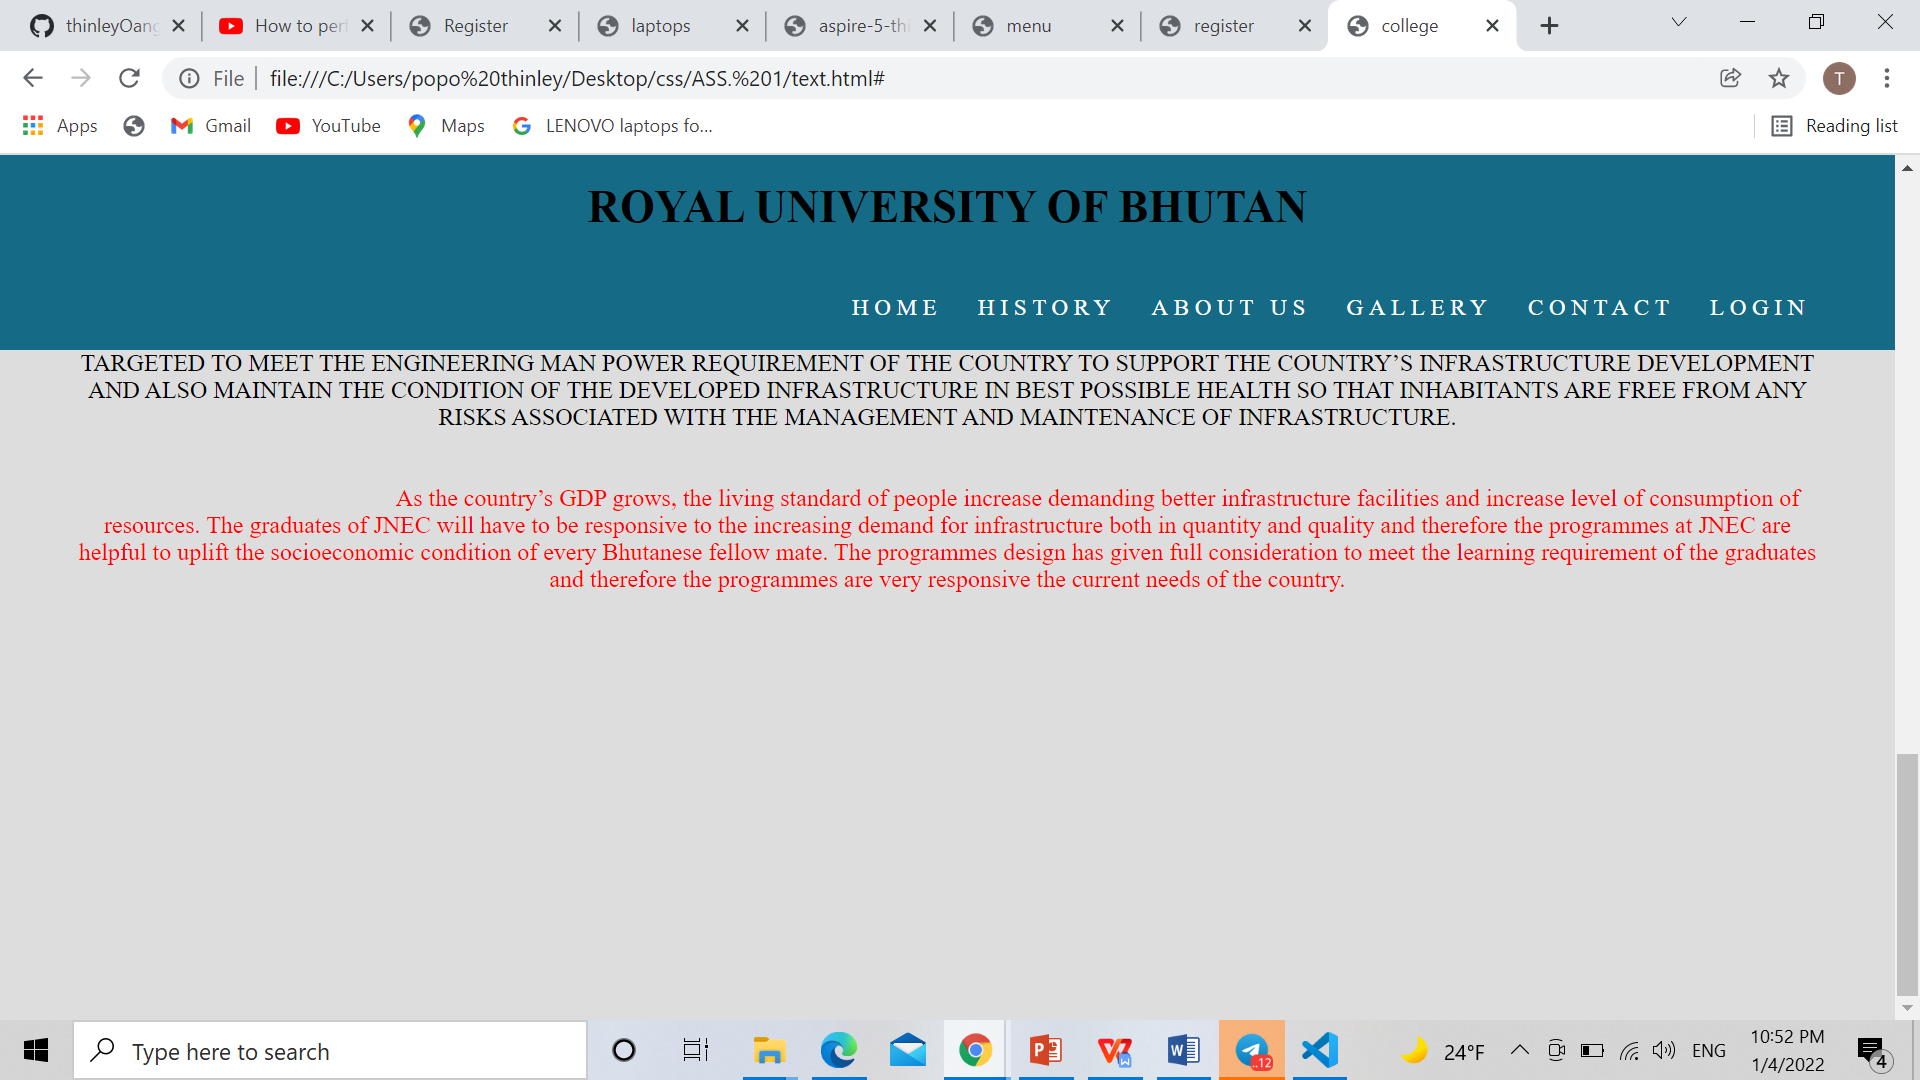 thinleyOang
How to per
Register
laptops
aspire-5-thi
menu
register
college
File
file:///C:/Users/popo%20thinley/Desktop/css/ASS.%201/text.html#
T
Apps
Gmail
YouTube
Maps
LENOVO laptops fo...
Reading list
ROYAL UNIVERSITY OF BHUTAN
HOME HISTORY ABOUT US GALLERY CONTACT LOGIN
TARGETED TO MEET THE ENGINEERING MAN POWER REQUIREMENT OF THE COUNTRY TO SUPPORT THE COUNTRY’S INFRASTRUCTURE DEVELOPMENT
AND ALSO MAINTAIN THE CONDITION OF THE DEVELOPED INFRASTRUCTURE IN BEST POSSIBLE HEALTH SO THAT INHABITANTS ARE FREE FROM ANY
RISKS ASSOCIATED WITH THE MANAGEMENT AND MAINTENANCE OF INFRASTRUCTURE.
As the country’s GDP grows, the living standard of people increase demanding better infrastructure facilities and increase level of consumption of
resources. The graduates of JNEC will have to be responsive to the increasing demand for infrastructure both in quantity and quality and therefore the programmes at JNEC are
helpful to uplift the socioeconomic condition of every Bhutanese fellow mate. The programmes design has given full consideration to meet the learning requirement of the graduates
and therefore the programmes are very responsive the current needs of the country.
Type here to search
..12
24°F
ENG
10:52 PM
1/4/2022
4